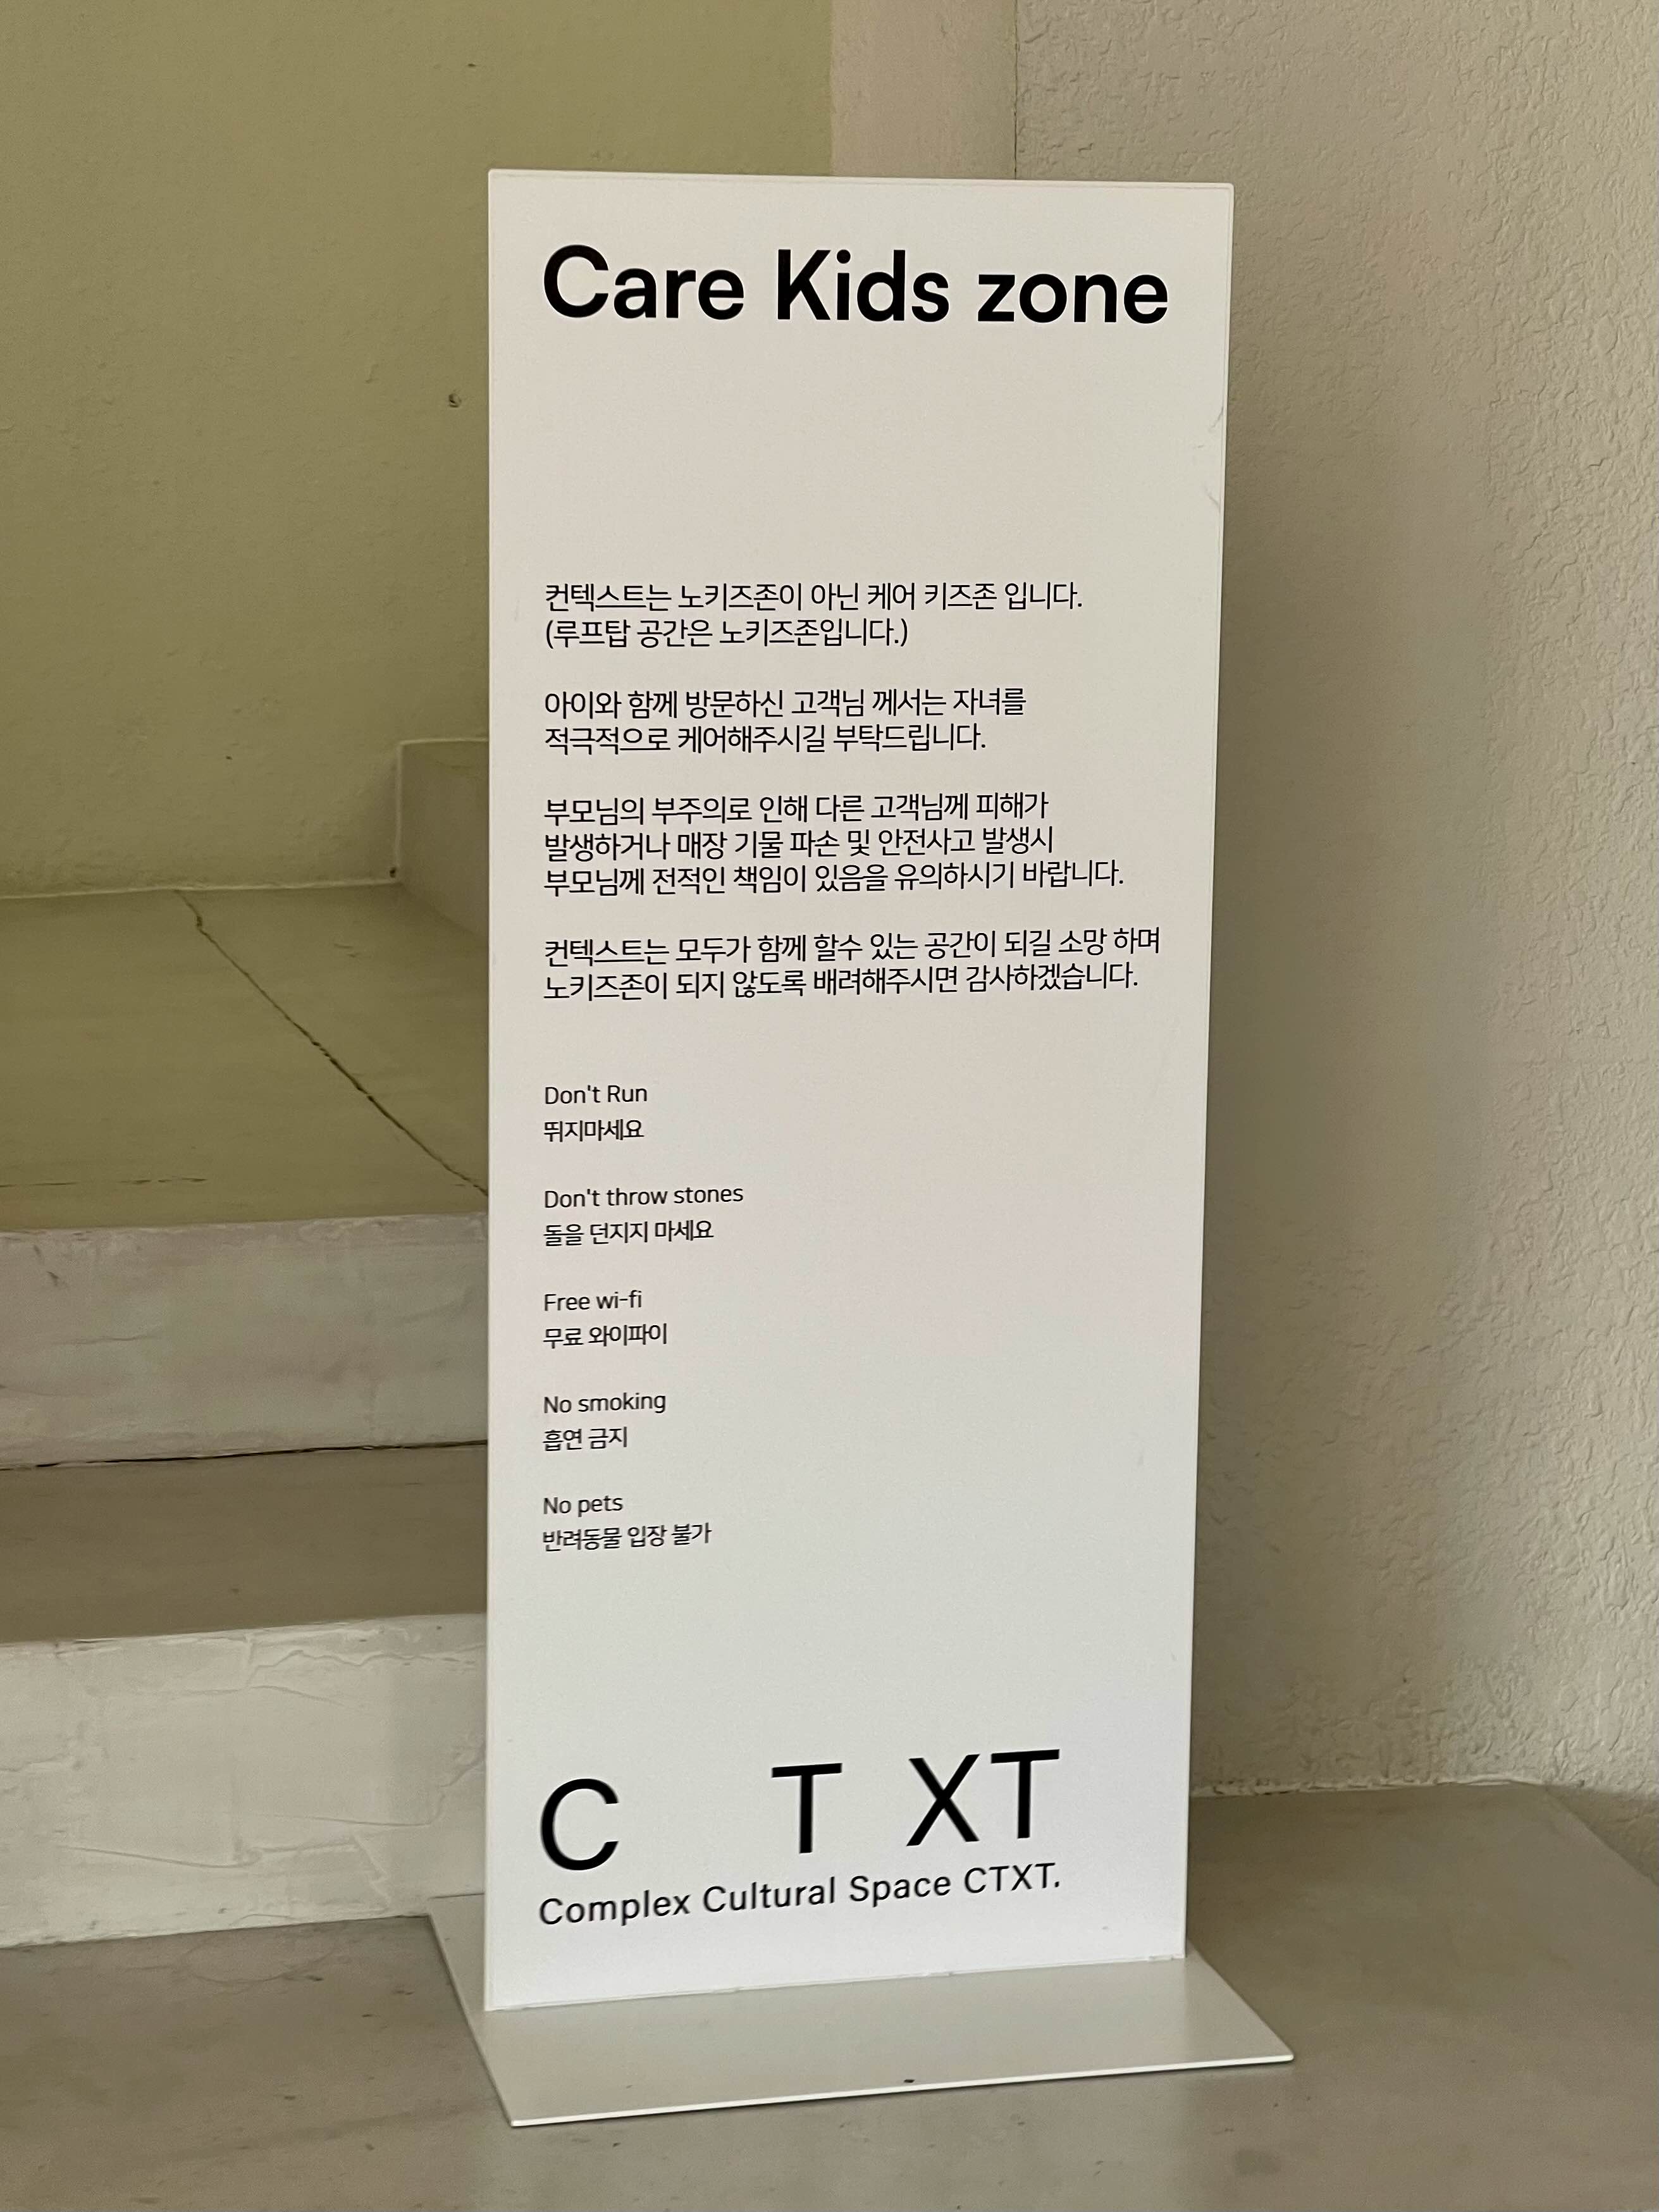 Care Kids zone
컨텍스트는 노키즈존이 아닌 케어 키즈존 입니다.
(루프탑 공간은 노키즈존입니다.)
아이와 함께 방문하신 고객님 께서는 자녀를
적극적으로 케어해주시길 부탁드립니다.
부모님의 부주의로 인해 다른 고객님께 피해가
발생하거나 매장 기물 파손 및 안전사고 발생시
부모님께 전적인 책임이 있음을 유의하시기 바랍니다.
컨텍스트는 모두가 함께 할수 있는 공간이 되길 소망 하며
노키즈존이 되지 않도록 배려해주시면 감사하겠습니다.
Don't Run
뛰지마세요
Don't throw stones
돌을 던지지 마세요
Free wi-fi
무료 와이파이
No smoking
흡연 금지
No pets
반려동물 입장 불가
C T XT
Complex Cultural Space CTXT.